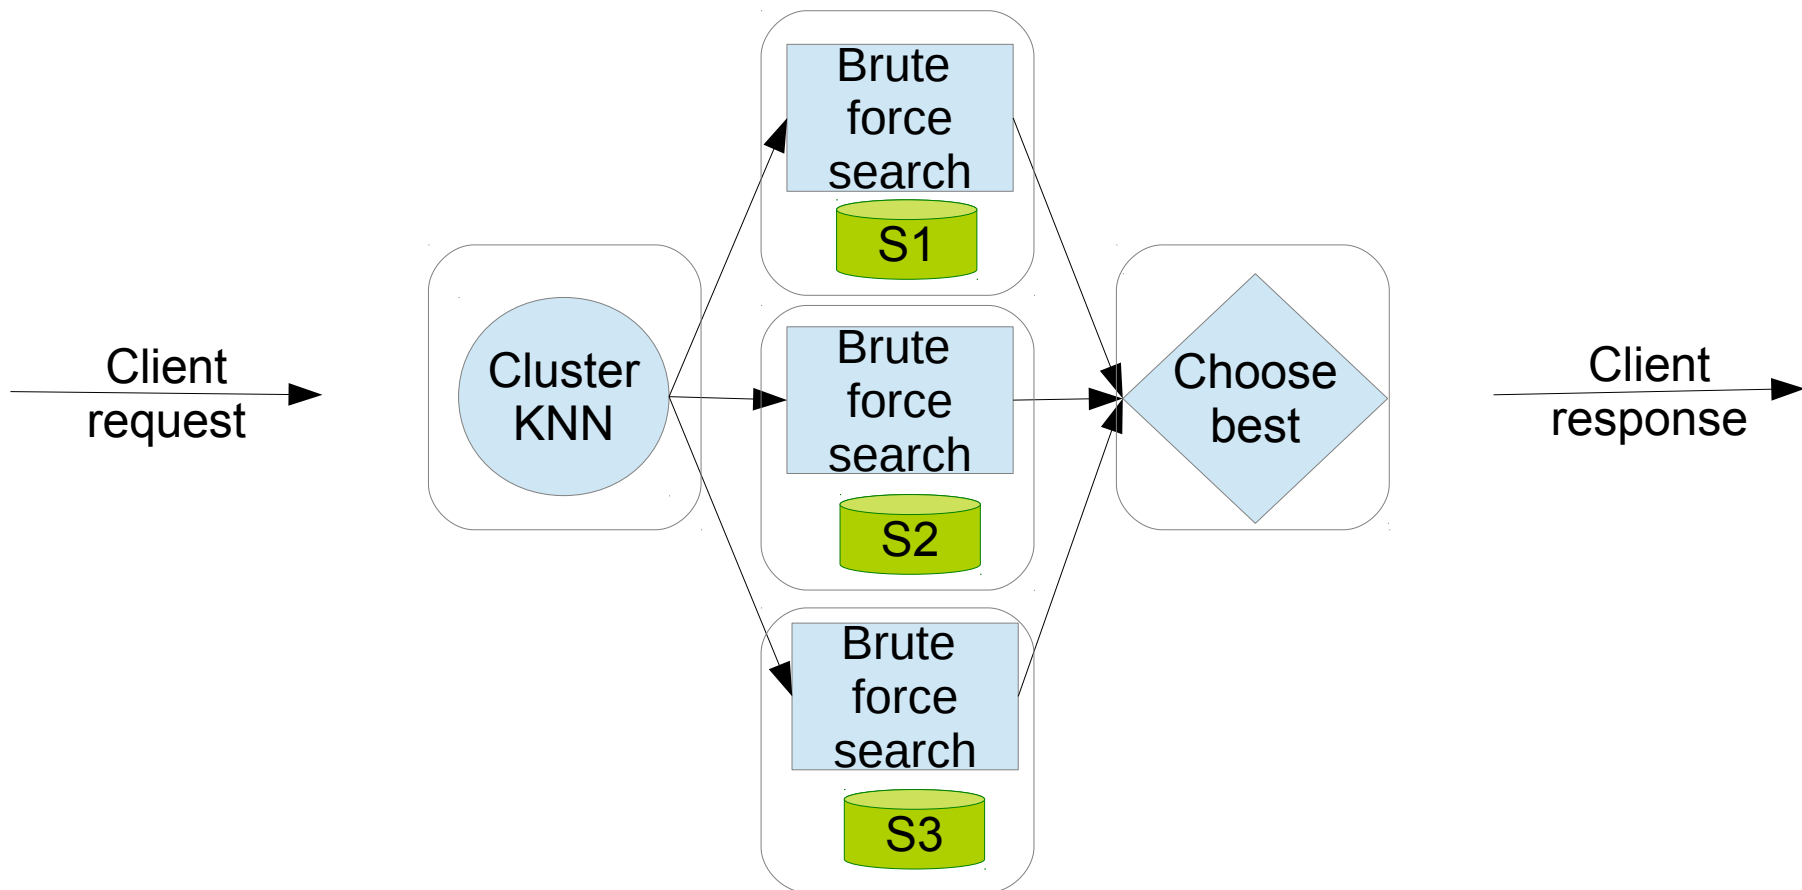 Client
request
Cluster
KNN
Brute
force
search
S1
Brute
force
search
S2
Brute
force
search
S3
Choose
best
Client
response